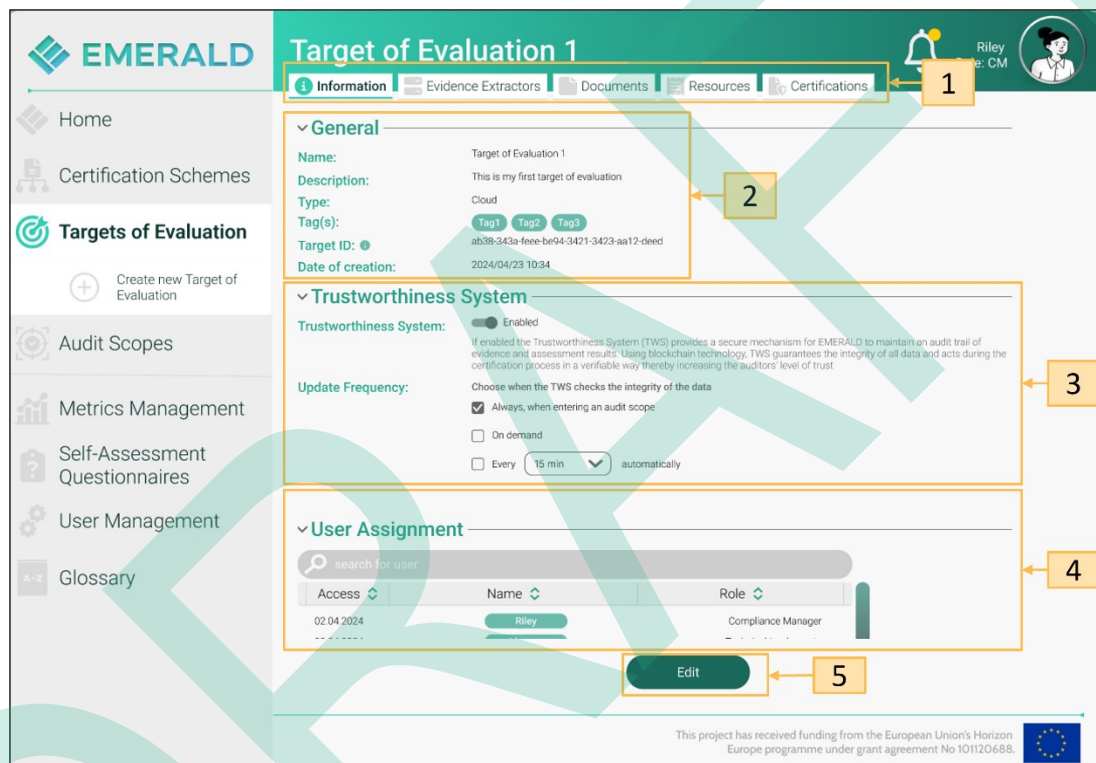 EMERALD
Target of Evaluation 1
Riley
Role: CM
Information
Evidence Extractors
Documents
Resources
Certifications
1
Home
Certification Schemes
Targets of Evaluation
Create new Target of
Evaluation
Audit Scopes
Metrics Management
Self-Assessment
Questionnaires
User Management
A-Z
Glossary
General
Name: Target of Evaluation 1
Description: This is my first target of evaluation
Type: Cloud
Tag(s): Tag1 Tag2 Tag3
Target ID: ab38-343a-feee-be94-3421-3423-aa12-deed
Date of creation: 2024/04/23 10:34
2
Trustworthiness System
Trustworthiness System: Enabled
If enabled the Trustworthiness System (TWS) provides a secure mechanism for EMERALD to maintain an audit trail of
evidence and assessment results. Using blockchain technology, TWS guarantees the integrity of all data and acts during the
certification process in a verifiable way thereby increasing the auditors' level of trust
Update Frequency: Choose when the TWS checks the integrity of the data
Always, when entering an audit scope
On demand
Every 15 min automatically
3
User Assignment
search for user
Access Name Role
02.04.2024 Riley Compliance Manager
4
Edit
5
This project has received funding from the European Union's Horizon
Europe programme under grant agreement No 101120688.
DRAFT